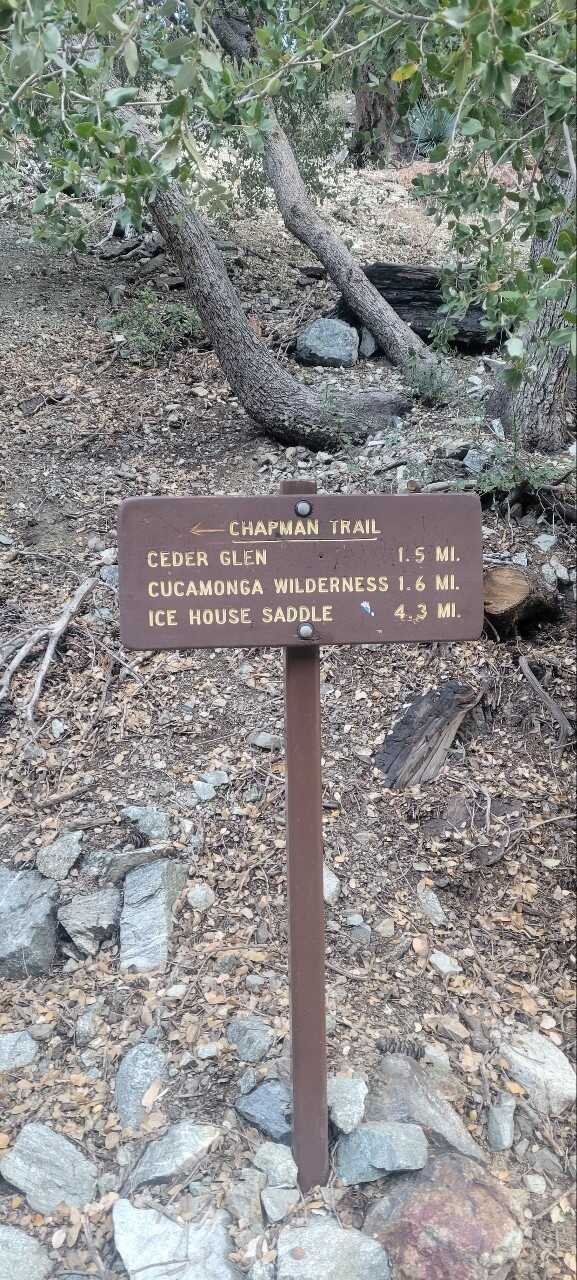 ← CHAPMAN TRAIL
CEDER GLEN 1.5 MI.
CUCAMONGA WILDERNESS 1.6 MI.
ICE HOUSE SADDLE 4.3 MI.